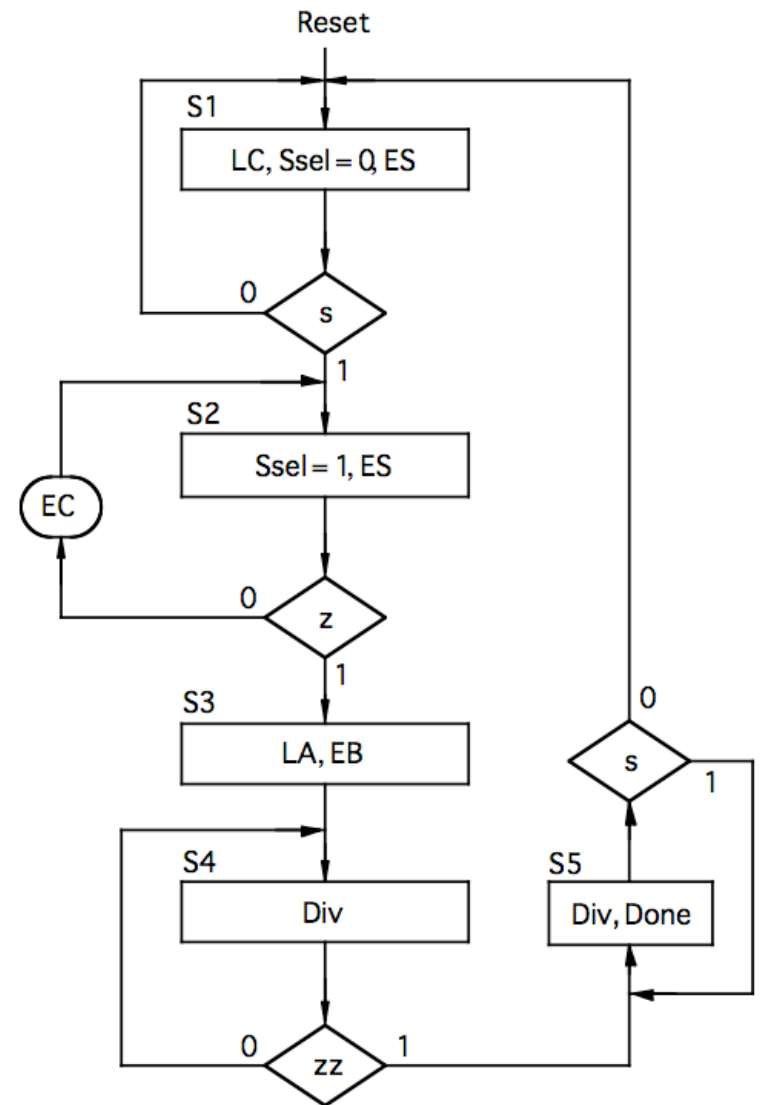 Reset
S1
LC, Ssel = 0, ES
0
s
1
S2
Ssel = 1, ES
EC
0
z
1
S3
LA, EB
0
s
1
S4
Div
S5
Div, Done
0
zz
1